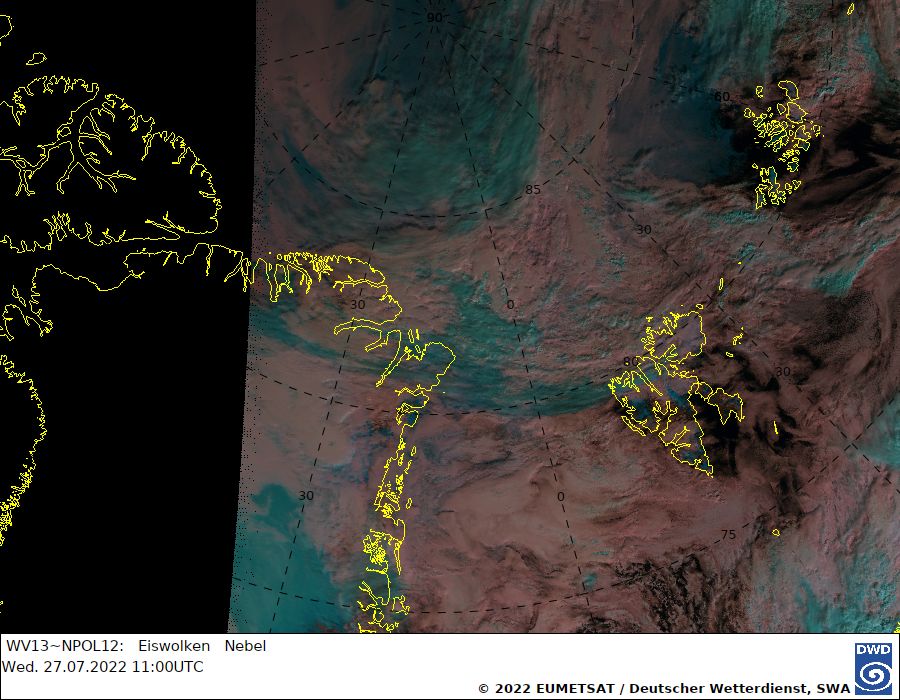 90
60
85
30
30
0
80
30
30
0
75
WV13~NPOL12: Eiswolken Nebel
Wed. 27.07.2022 11:00UTC
DWD
© 2022 EUMETSAT / Deutscher Wetterdienst, SWA